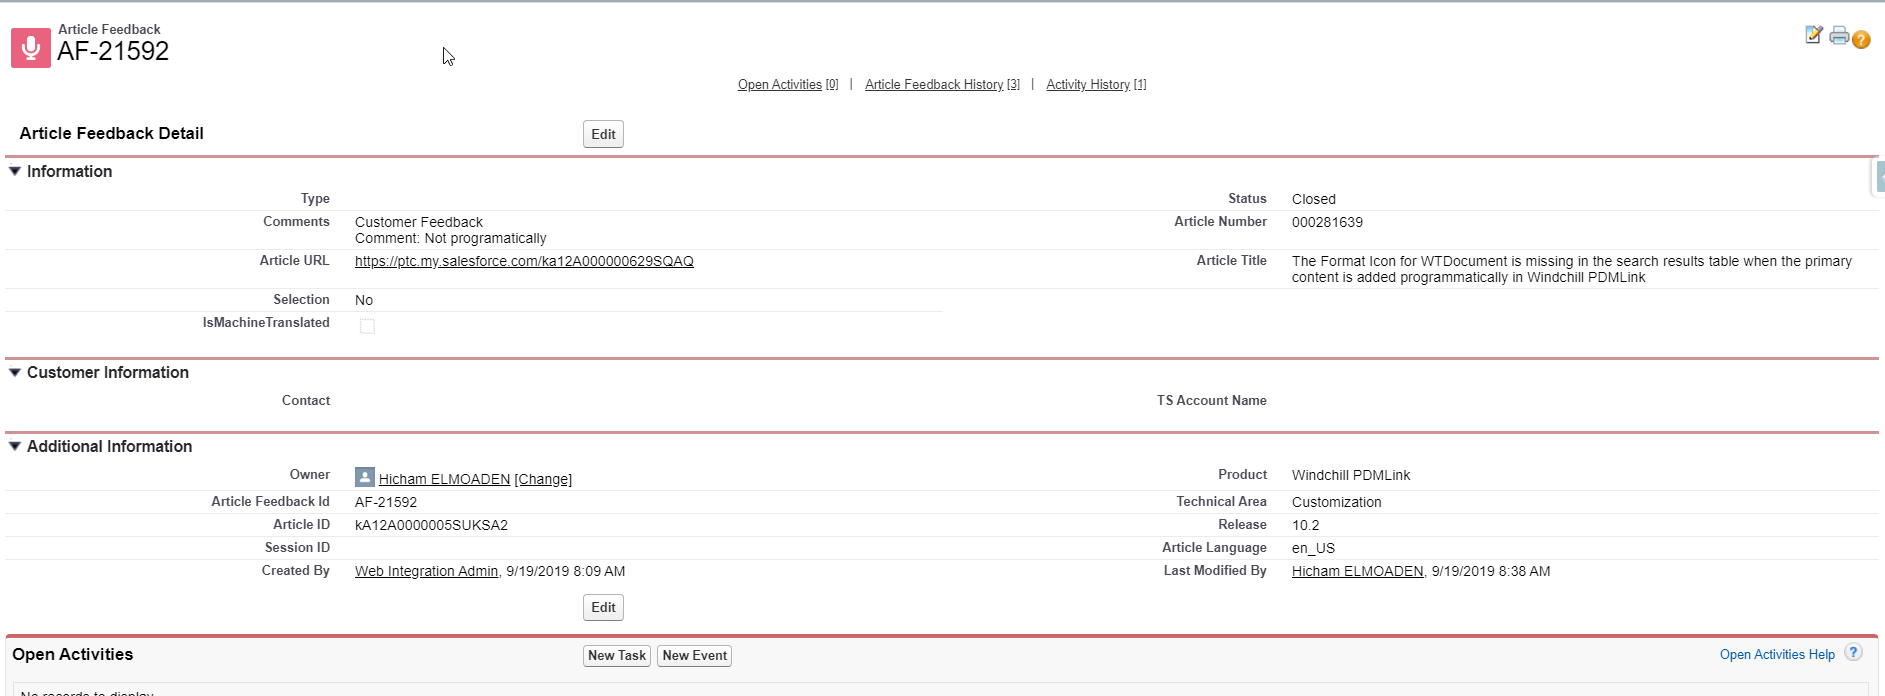 Article Feedback
AF-21592
Open Activities [0] | Article Feedback History [3] | Activity History [1]
Article Feedback Detail
Edit
Information
Type
Status Closed
Comments Customer Feedback
Comment: Not programatically
Article Number 000281639
Article URL https://ptc.my.salesforce.com/ka12A000000629SQAQ
Article Title The Format Icon for WTDocument is missing in the search results table when the primary
content is added programmatically in Windchill PDMLink
Selection No
IsMachineTranslated
Customer Information
Contact
TS Account Name
Additional Information
Owner Hicham ELMOADEN [Change]
Product Windchill PDMLink
Article Feedback Id AF-21592
Technical Area Customization
Article ID kA12A0000005SUKSA2
Release 10.2
Session ID
Article Language en_US
Created By Web Integration Admin, 9/19/2019 8:09 AM
Last Modified By Hicham ELMOADEN, 9/19/2019 8:38 AM
Edit
Open Activities
New Task New Event
Open Activities Help ?
No records to display